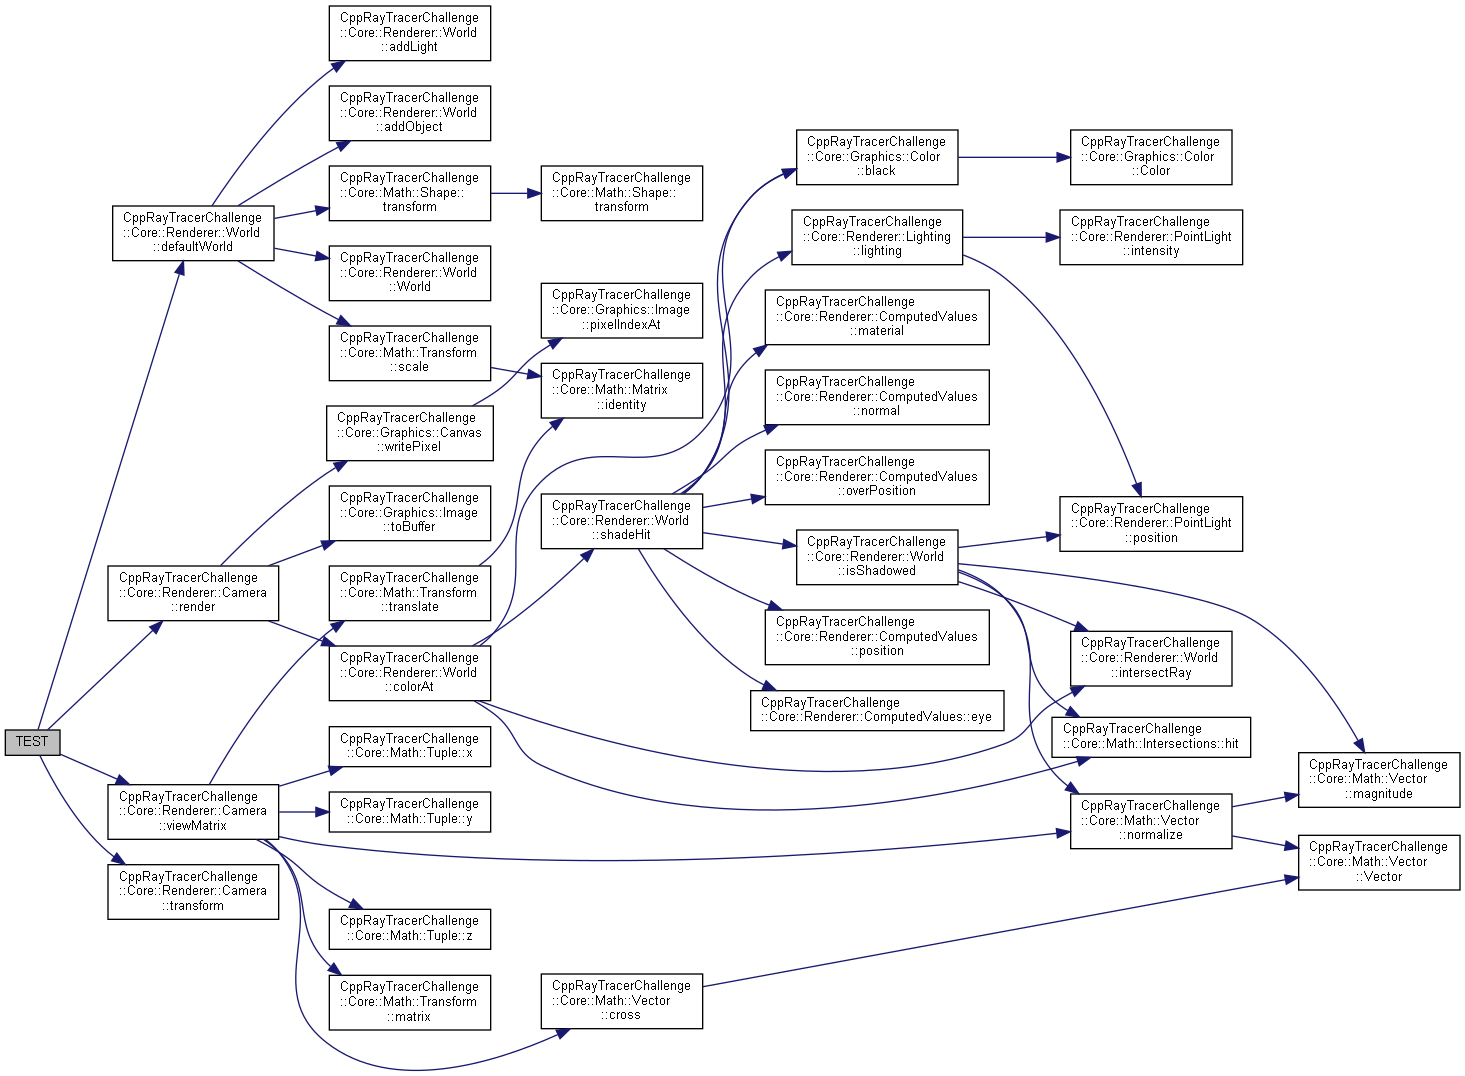 CppRayTracerChallenge
::Core::Renderer::World
::addLight
CppRayTracerChallenge
::Core::Renderer::World
::addObject
CppRayTracerChallenge
::Core::Math::Shape::
transform
CppRayTracerChallenge
::Core::Math::Shape::
transform
CppRayTracerChallenge
::Core::Renderer::World
::defaultWorld
CppRayTracerChallenge
::Core::Renderer::World
::World
CppRayTracerChallenge
::Core::Math::Transform
::scale
CppRayTracerChallenge
::Core::Graphics::Image
::pixelIndexAt
CppRayTracerChallenge
::Core::Math::Matrix
::identity
CppRayTracerChallenge
::Core::Graphics::Canvas
::writePixel
CppRayTracerChallenge
::Core::Graphics::Image
::toBuffer
CppRayTracerChallenge
::Core::Renderer::Camera
::render
CppRayTracerChallenge
::Core::Math::Transform
::translate
CppRayTracerChallenge
::Core::Renderer::World
::colorAt
CppRayTracerChallenge
::Core::Renderer::World
::shadeHit
CppRayTracerChallenge
::Core::Graphics::Color
::black
CppRayTracerChallenge
::Core::Graphics::Color
::Color
CppRayTracerChallenge
::Core::Renderer::Lighting
::lighting
CppRayTracerChallenge
::Core::Renderer::PointLight
::intensity
CppRayTracerChallenge
::Core::Renderer::ComputedValues
::material
CppRayTracerChallenge
::Core::Renderer::ComputedValues
::normal
CppRayTracerChallenge
::Core::Renderer::ComputedValues
::overPosition
CppRayTracerChallenge
::Core::Renderer::World
::isShadowed
CppRayTracerChallenge
::Core::Renderer::PointLight
::position
CppRayTracerChallenge
::Core::Renderer::ComputedValues
::position
CppRayTracerChallenge
::Core::Renderer::World
::intersectRay
CppRayTracerChallenge
::Core::Renderer::ComputedValues::eye
CppRayTracerChallenge
::Core::Math::Intersections::hit
TEST
CppRayTracerChallenge
::Core::Math::Tuple::x
CppRayTracerChallenge
::Core::Renderer::Camera
::viewMatrix
CppRayTracerChallenge
::Core::Math::Tuple::y
CppRayTracerChallenge
::Core::Math::Vector
::normalize
CppRayTracerChallenge
::Core::Math::Vector
::magnitude
CppRayTracerChallenge
::Core::Math::Vector
::Vector
CppRayTracerChallenge
::Core::Renderer::Camera
::transform
CppRayTracerChallenge
::Core::Math::Tuple::z
CppRayTracerChallenge
::Core::Math::Transform
::matrix
CppRayTracerChallenge
::Core::Math::Vector
::cross